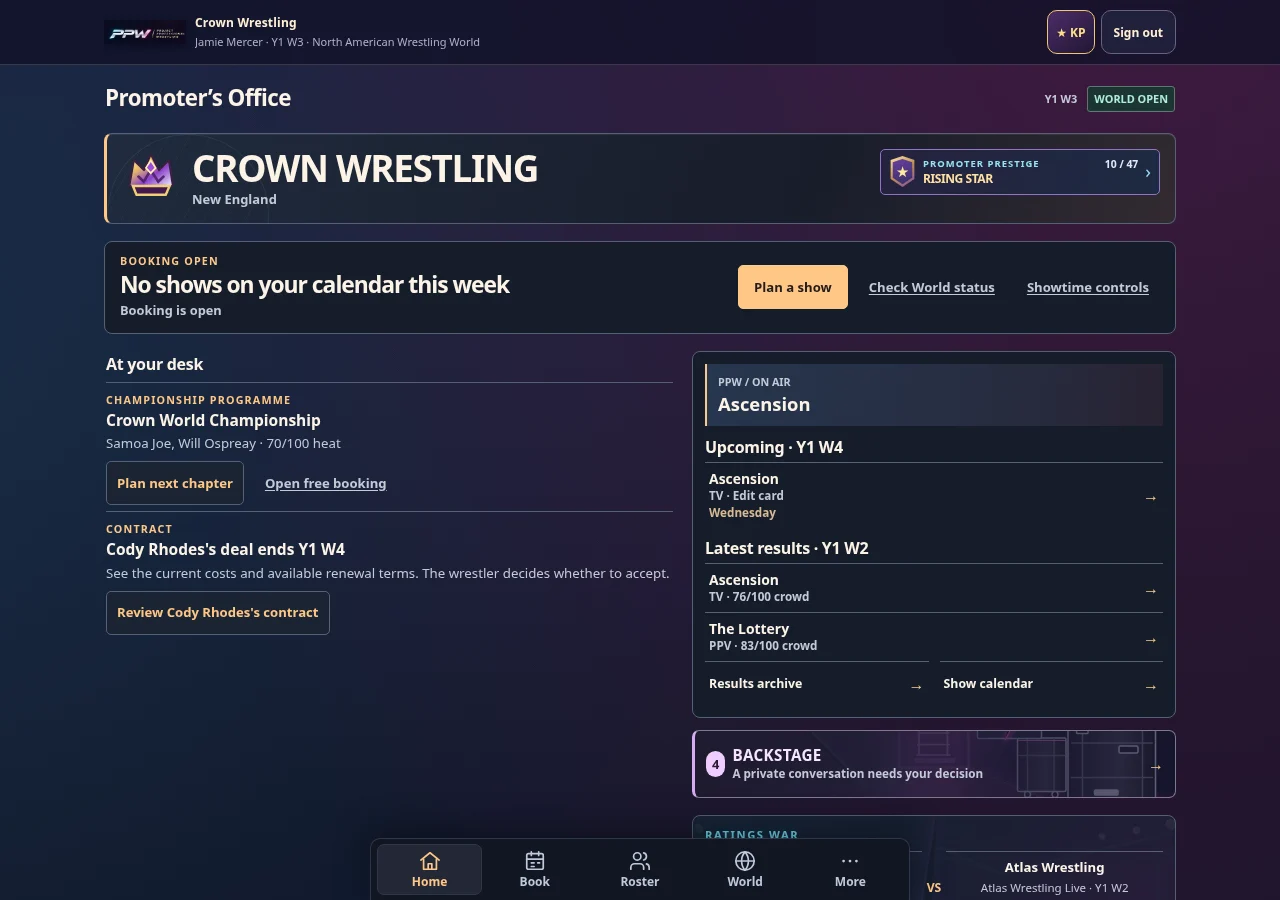 PPW
Crown Wrestling
Jamie Mercer · Y1 W3 · North American Wrestling World
★ KP
Sign out
Promoter’s Office
Y1 W3
WORLD OPEN
CROWN WRESTLING
New England
PROMOTER PRESTIGE
10 / 47
RISING STAR
BOOKING OPEN
No shows on your calendar this week
Booking is open
Plan a show
Check World status
Showtime controls
At your desk
CHAMPIONSHIP PROGRAMME
Crown World Championship
Samoa Joe, Will Ospreay · 70/100 heat
Plan next chapter
Open free booking
CONTRACT
Cody Rhodes's deal ends Y1 W4
See the current costs and available renewal terms. The wrestler decides whether to accept.
Review Cody Rhodes's contract
PPW / ON AIR
Ascension
Upcoming · Y1 W4
Ascension
TV · Edit card
Wednesday
→
Latest results · Y1 W2
Ascension
TV · 76/100 crowd
→
The Lottery
PPV · 83/100 crowd
→
Results archive →
Show calendar →
4
BACKSTAGE
A private conversation needs your decision
→
RATINGS WAR
VS
Atlas Wrestling
Atlas Wrestling Live · Y1 W2
Home
Book
Roster
World
More